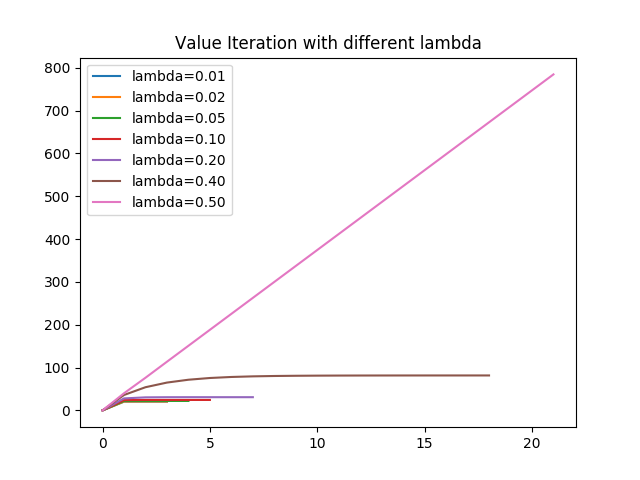 Value Iteration with different lambda
800
700
600
500
400
300
200
100
0
lambda=0.01
lambda=0.02
lambda=0.05
lambda=0.10
lambda=0.20
lambda=0.40
lambda=0.50
0 5 10 15 20